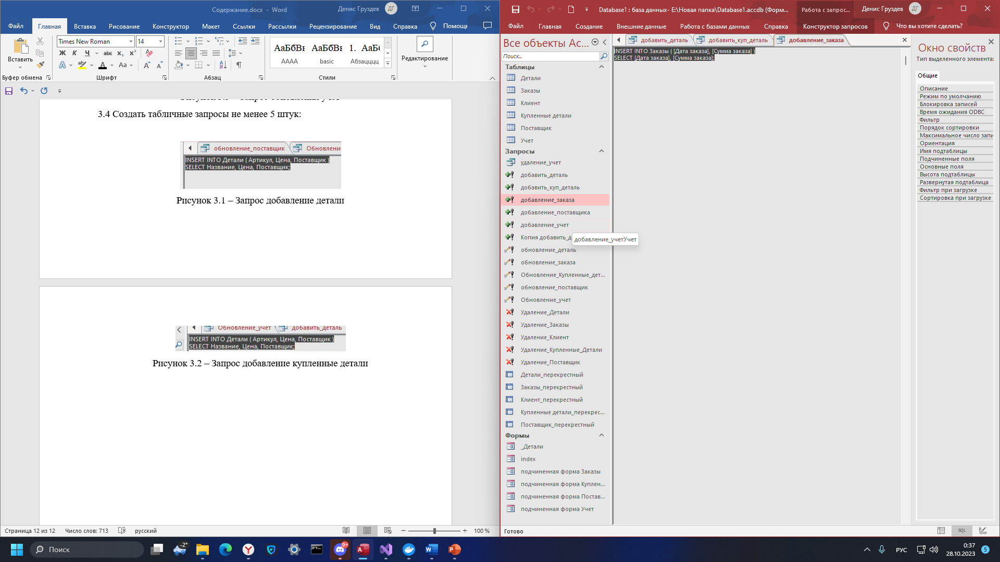 Содержание.docx - Word
Денис Груздев
ДГ
Файл
Главная
Вставка
Рисование
Конструктор
Макет
Ссылки
Рассылки
Рецензирование
Вид
Справка
Помощн
Вставить
Times New Roman
14
Ж К Ч abc x₂ x²
A A Aa A A
АаБбВı АаБбВı 1. АаБ
АААА basic Абзацццц
Редактирование
Буфер обмена
Шрифт
Абзац
Стили
3.4 Создать табличные запросы не менее 5 штук:
обновление_поставщик
Обновлени
INSERT INTO Детали ( Артикул, Цена, Поставщик )
SELECT Название, Цена, Поставщик;
Рисунок 3.1 – Запрос добавление детали
Обновление_учет
добавить_деталь
INSERT INTO Детали ( Артикул, Цена, Поставщик )
SELECT Название, Цена, Поставщик;
Рисунок 3.2 – Запрос добавление купленные детали
Страница 12 из 12
Число слов: 713
русский
100 %
Database1 : база данных- E:\Новая папка\Database1.accdb (Форм...
Работа с запрос...
Денис Груздев
ДГ
Файл
Главная
Создание
Внешние данные
Работа с базами данных
Справка
Конструктор запросов
Что вы хотите сделать?
Все объекты Ac...
Поиск...
Таблицы
Детали
Заказы
Клиент
Купленные детали
Поставщик
Учет
Запросы
удаление_учет
добавить_деталь
добавить_куп_деталь
добавление_заказа
добавление_поставщика
добавление_учет
Копия добавить_д
добавление_учетУчет
обновление_деталь
обновление_заказа
Обновление_Купленные_дет...
обновление_поставщик
Обновление_учет
Удаление_Детали
Удаление_Заказы
Удаление_Клиент
Удаление_Купленные_Детали
Удаление_Поставщик
Детали_перекрестный
Заказы_перекрестный
Клиент_перекрестный
Купленные детали_перекрес...
Поставщик_перекрестный
Формы
_Детали
index
подчиненная форма Заказы
подчиненная форма Куплен...
подчиненная форма Постав...
подчиненная форма Учет
добавить_деталь
добавить_куп_деталь
добавление_заказа
INSERT INTO Заказы ( [Дата заказа], [Сумма заказа] )
SELECT [Дата заказа], [Сумма заказа];
Окно свойств
Тип выделенного элемента:
Общие
Описание
Режим по умолчанию
Блокировка записей
Время ожидания ODBC
Фильтр
Порядок сортировки
Максимальное число запи
Ориентация
Имя подтаблицы
Подчиненные поля
Основные поля
Высота подтаблицы
Развернутая подтаблица
Фильтр при загрузке
Сортировка при загрузке
Готово
SQL
Поиск
-2°
9+
РУС
0:37
28.10.2023
5